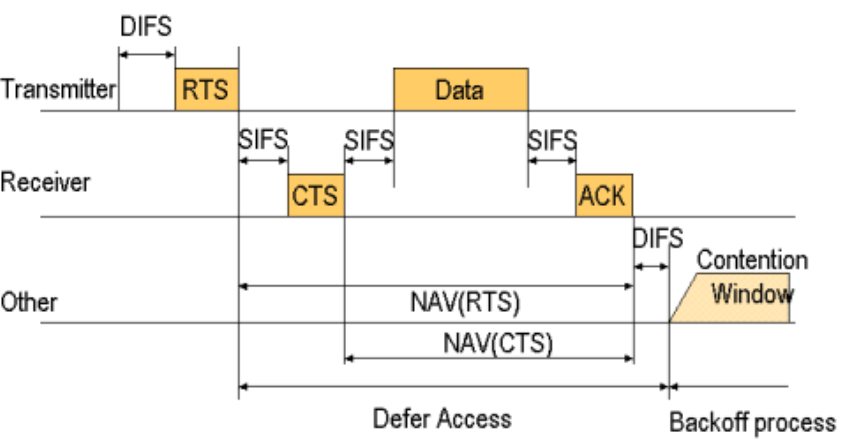 DIFS
Transmitter
RTS
Data
SIFS
SIFS
SIFS
Receiver
CTS
ACK
DIFS
Contention
Window
Other
NAV(RTS)
NAV(CTS)
Defer Access
Backoff process